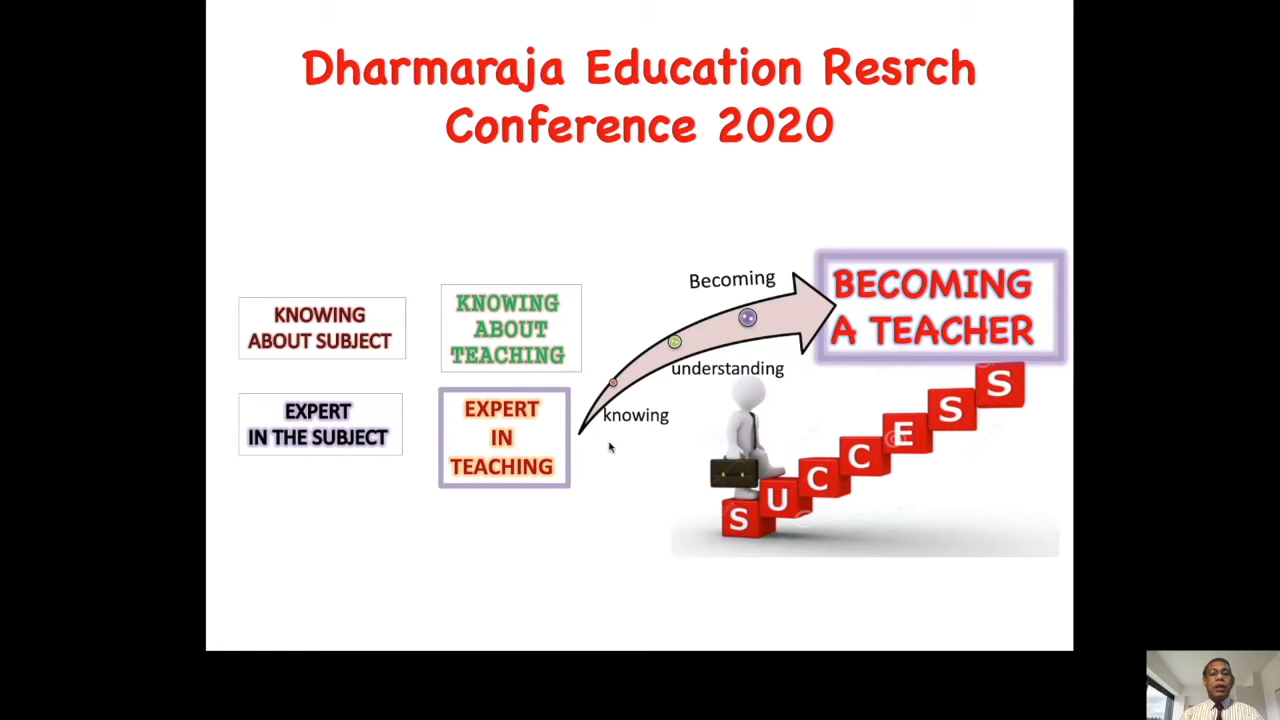 Dharmaraja Education Resrch
Conference 2020
KNOWING
ABOUT SUBJECT
KNOWING
ABOUT
TEACHING
EXPERT
IN THE SUBJECT
EXPERT
IN
TEACHING
Becoming
understanding
knowing
BECOMING
A TEACHER
S
U
C
C
E
S
S